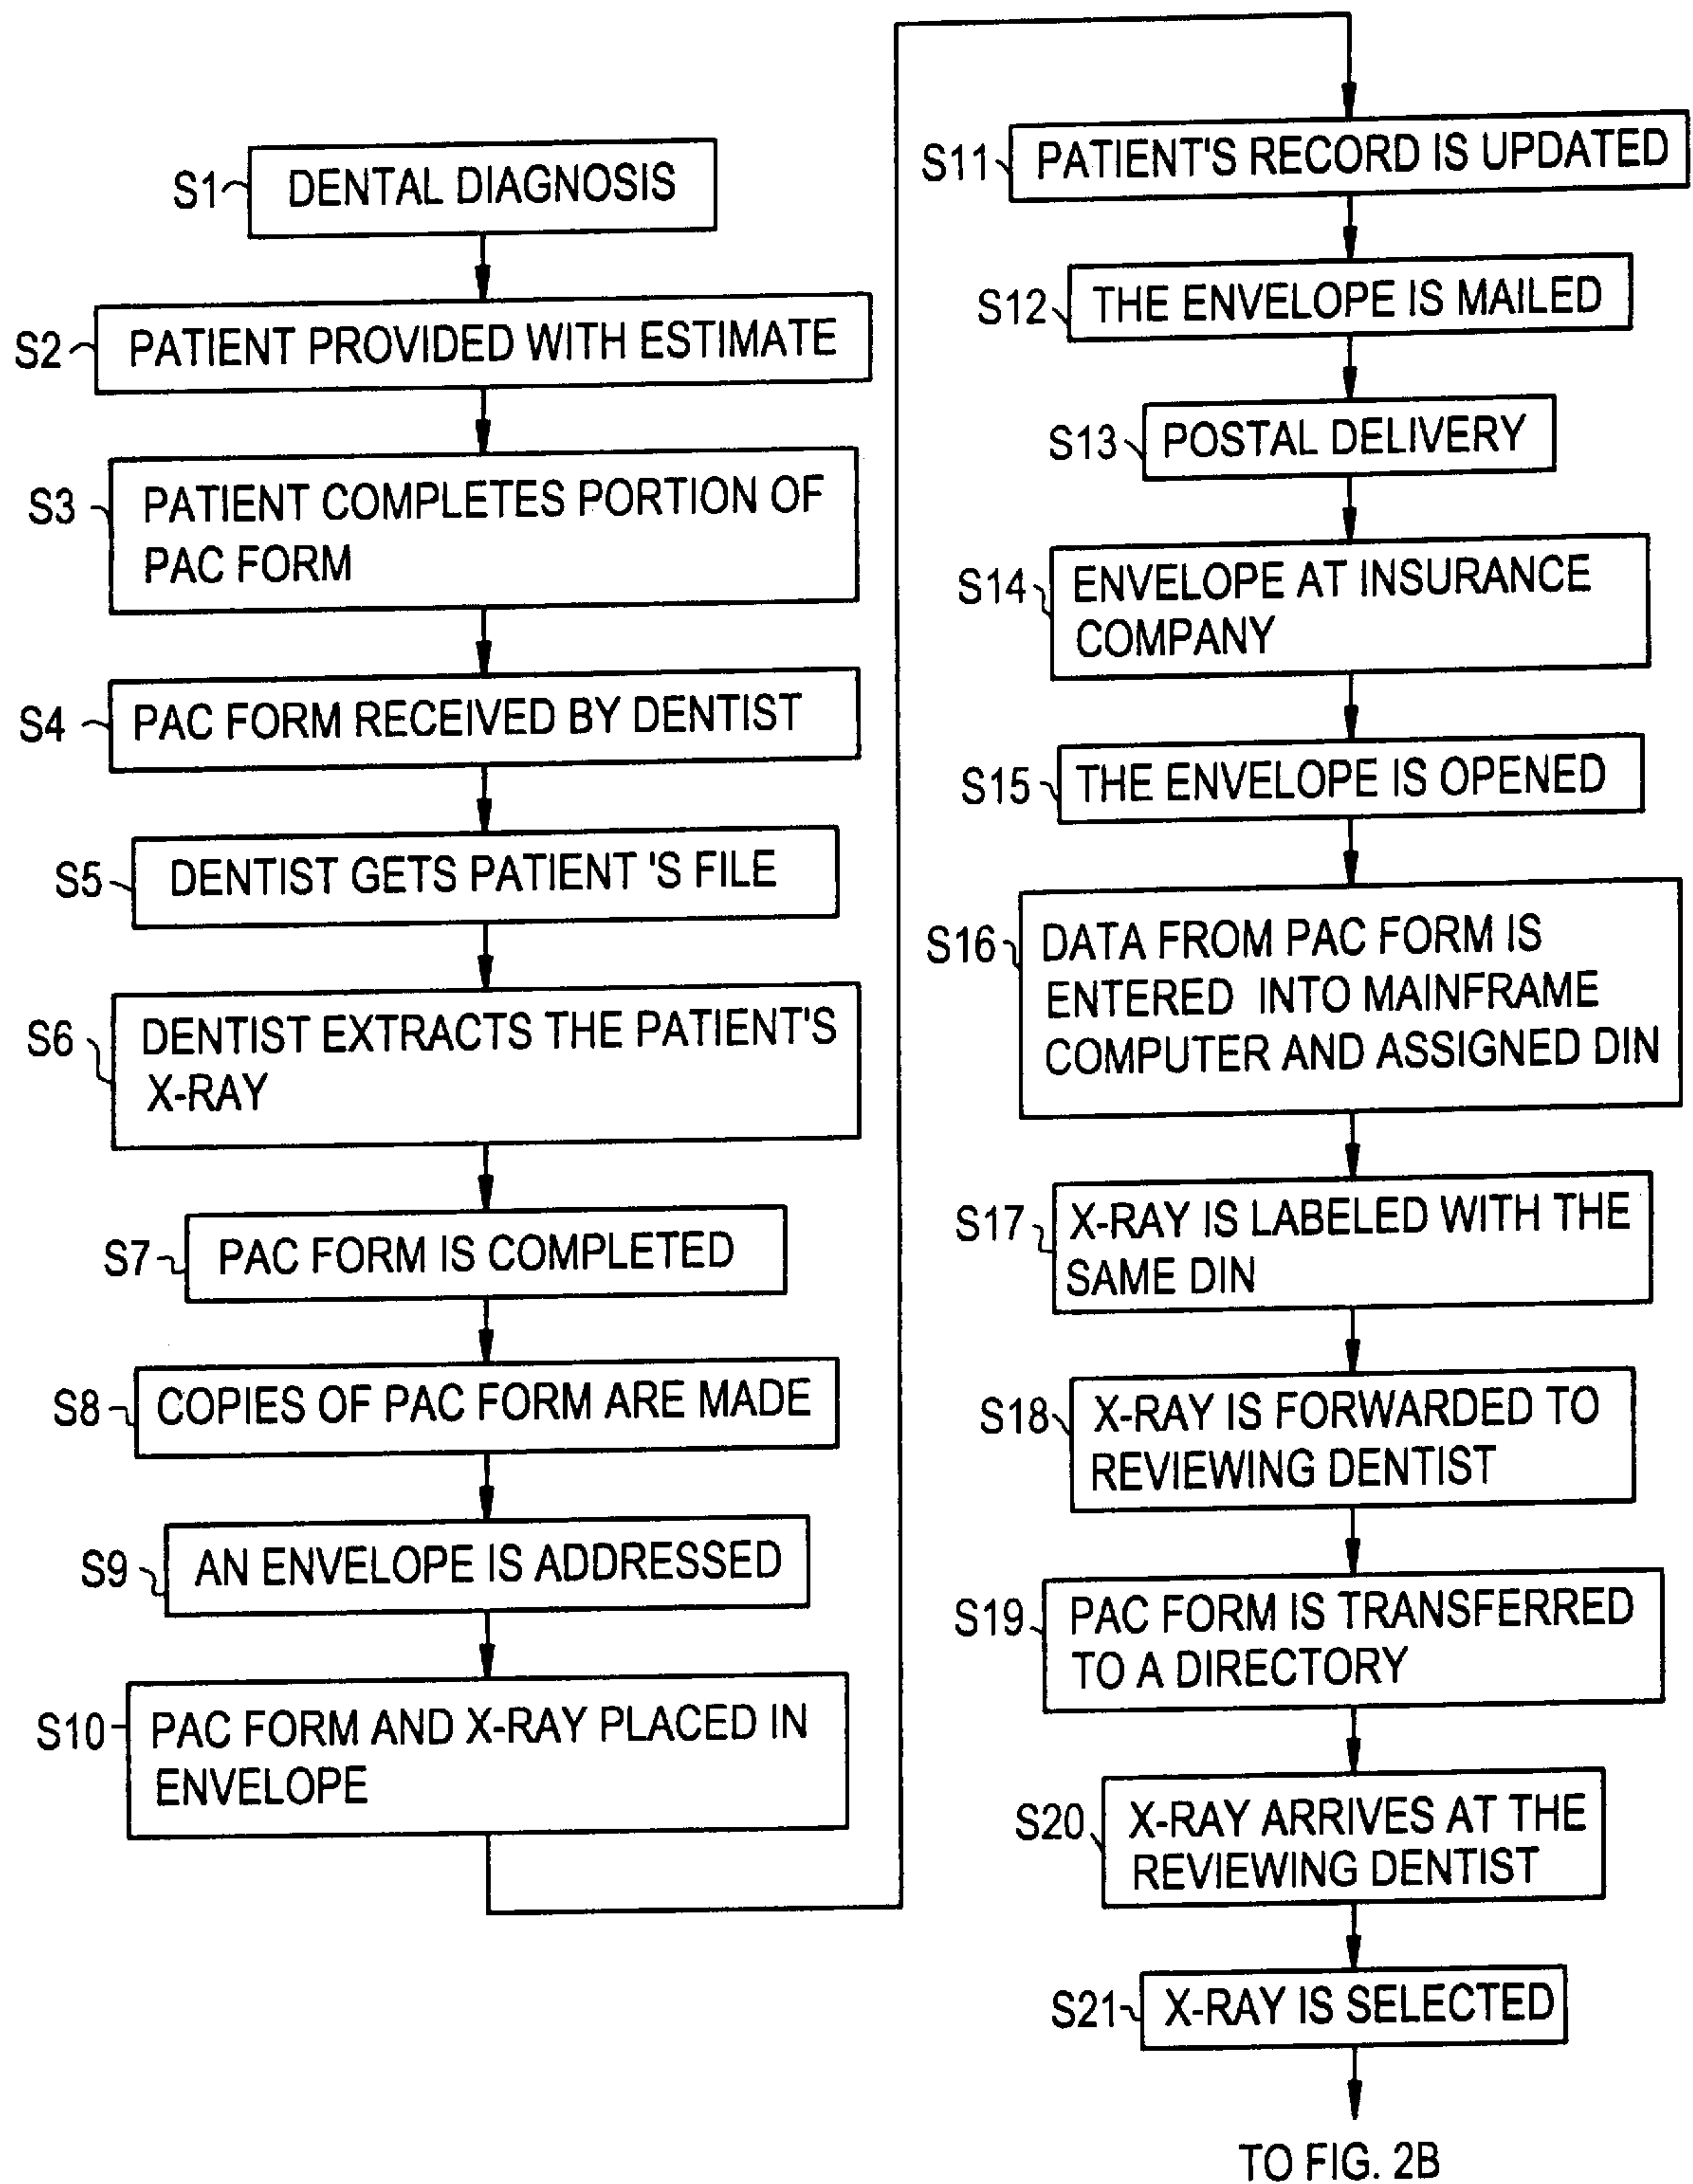 S1
DENTAL DIAGNOSIS
S2
PATIENT PROVIDED WITH ESTIMATE
S3
PATIENT COMPLETES PORTION OF
PAC FORM
S4
PAC FORM RECEIVED BY DENTIST
S5
DENTIST GETS PATIENT 'S FILE
S6
DENTIST EXTRACTS THE PATIENT'S
X-RAY
S7
PAC FORM IS COMPLETED
S8
COPIES OF PAC FORM ARE MADE
S9
AN ENVELOPE IS ADDRESSED
S10
PAC FORM AND X-RAY PLACED IN
ENVELOPE
S11
PATIENT'S RECORD IS UPDATED
S12
THE ENVELOPE IS MAILED
S13
POSTAL DELIVERY
S14
ENVELOPE AT INSURANCE
COMPANY
S15
THE ENVELOPE IS OPENED
S16
DATA FROM PAC FORM IS
ENTERED INTO MAINFRAME
COMPUTER AND ASSIGNED DIN
S17
X-RAY IS LABELED WITH THE
SAME DIN
S18
X-RAY IS FORWARDED TO
REVIEWING DENTIST
S19
PAC FORM IS TRANSFERRED
TO A DIRECTORY
S20
X-RAY ARRIVES AT THE
REVIEWING DENTIST
S21
X-RAY IS SELECTED
TO FIG. 2B